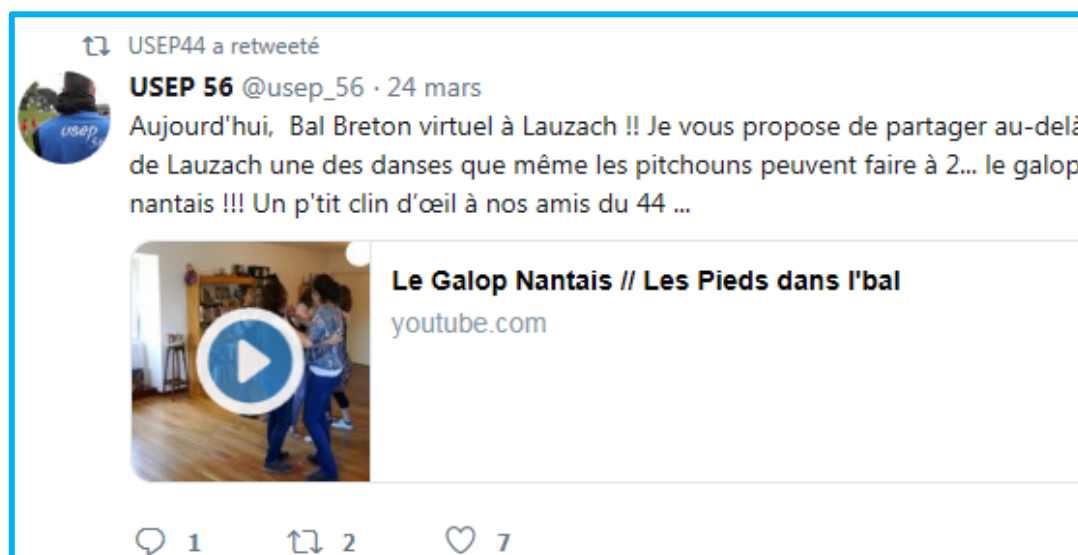 USEP44 a retweeté
USEP 56 @usep_56 · 24 mars
Aujourd'hui,  Bal Breton virtuel à Lauzach !! Je vous propose de partager au-delà
de Lauzach une des danses que même les pitchouns peuvent faire à 2... le galop
nantais !!! Un p'tit clin d’œil à nos amis du 44 ...
Le Galop Nantais // Les Pieds dans l'bal
youtube.com
1 2 7
usep